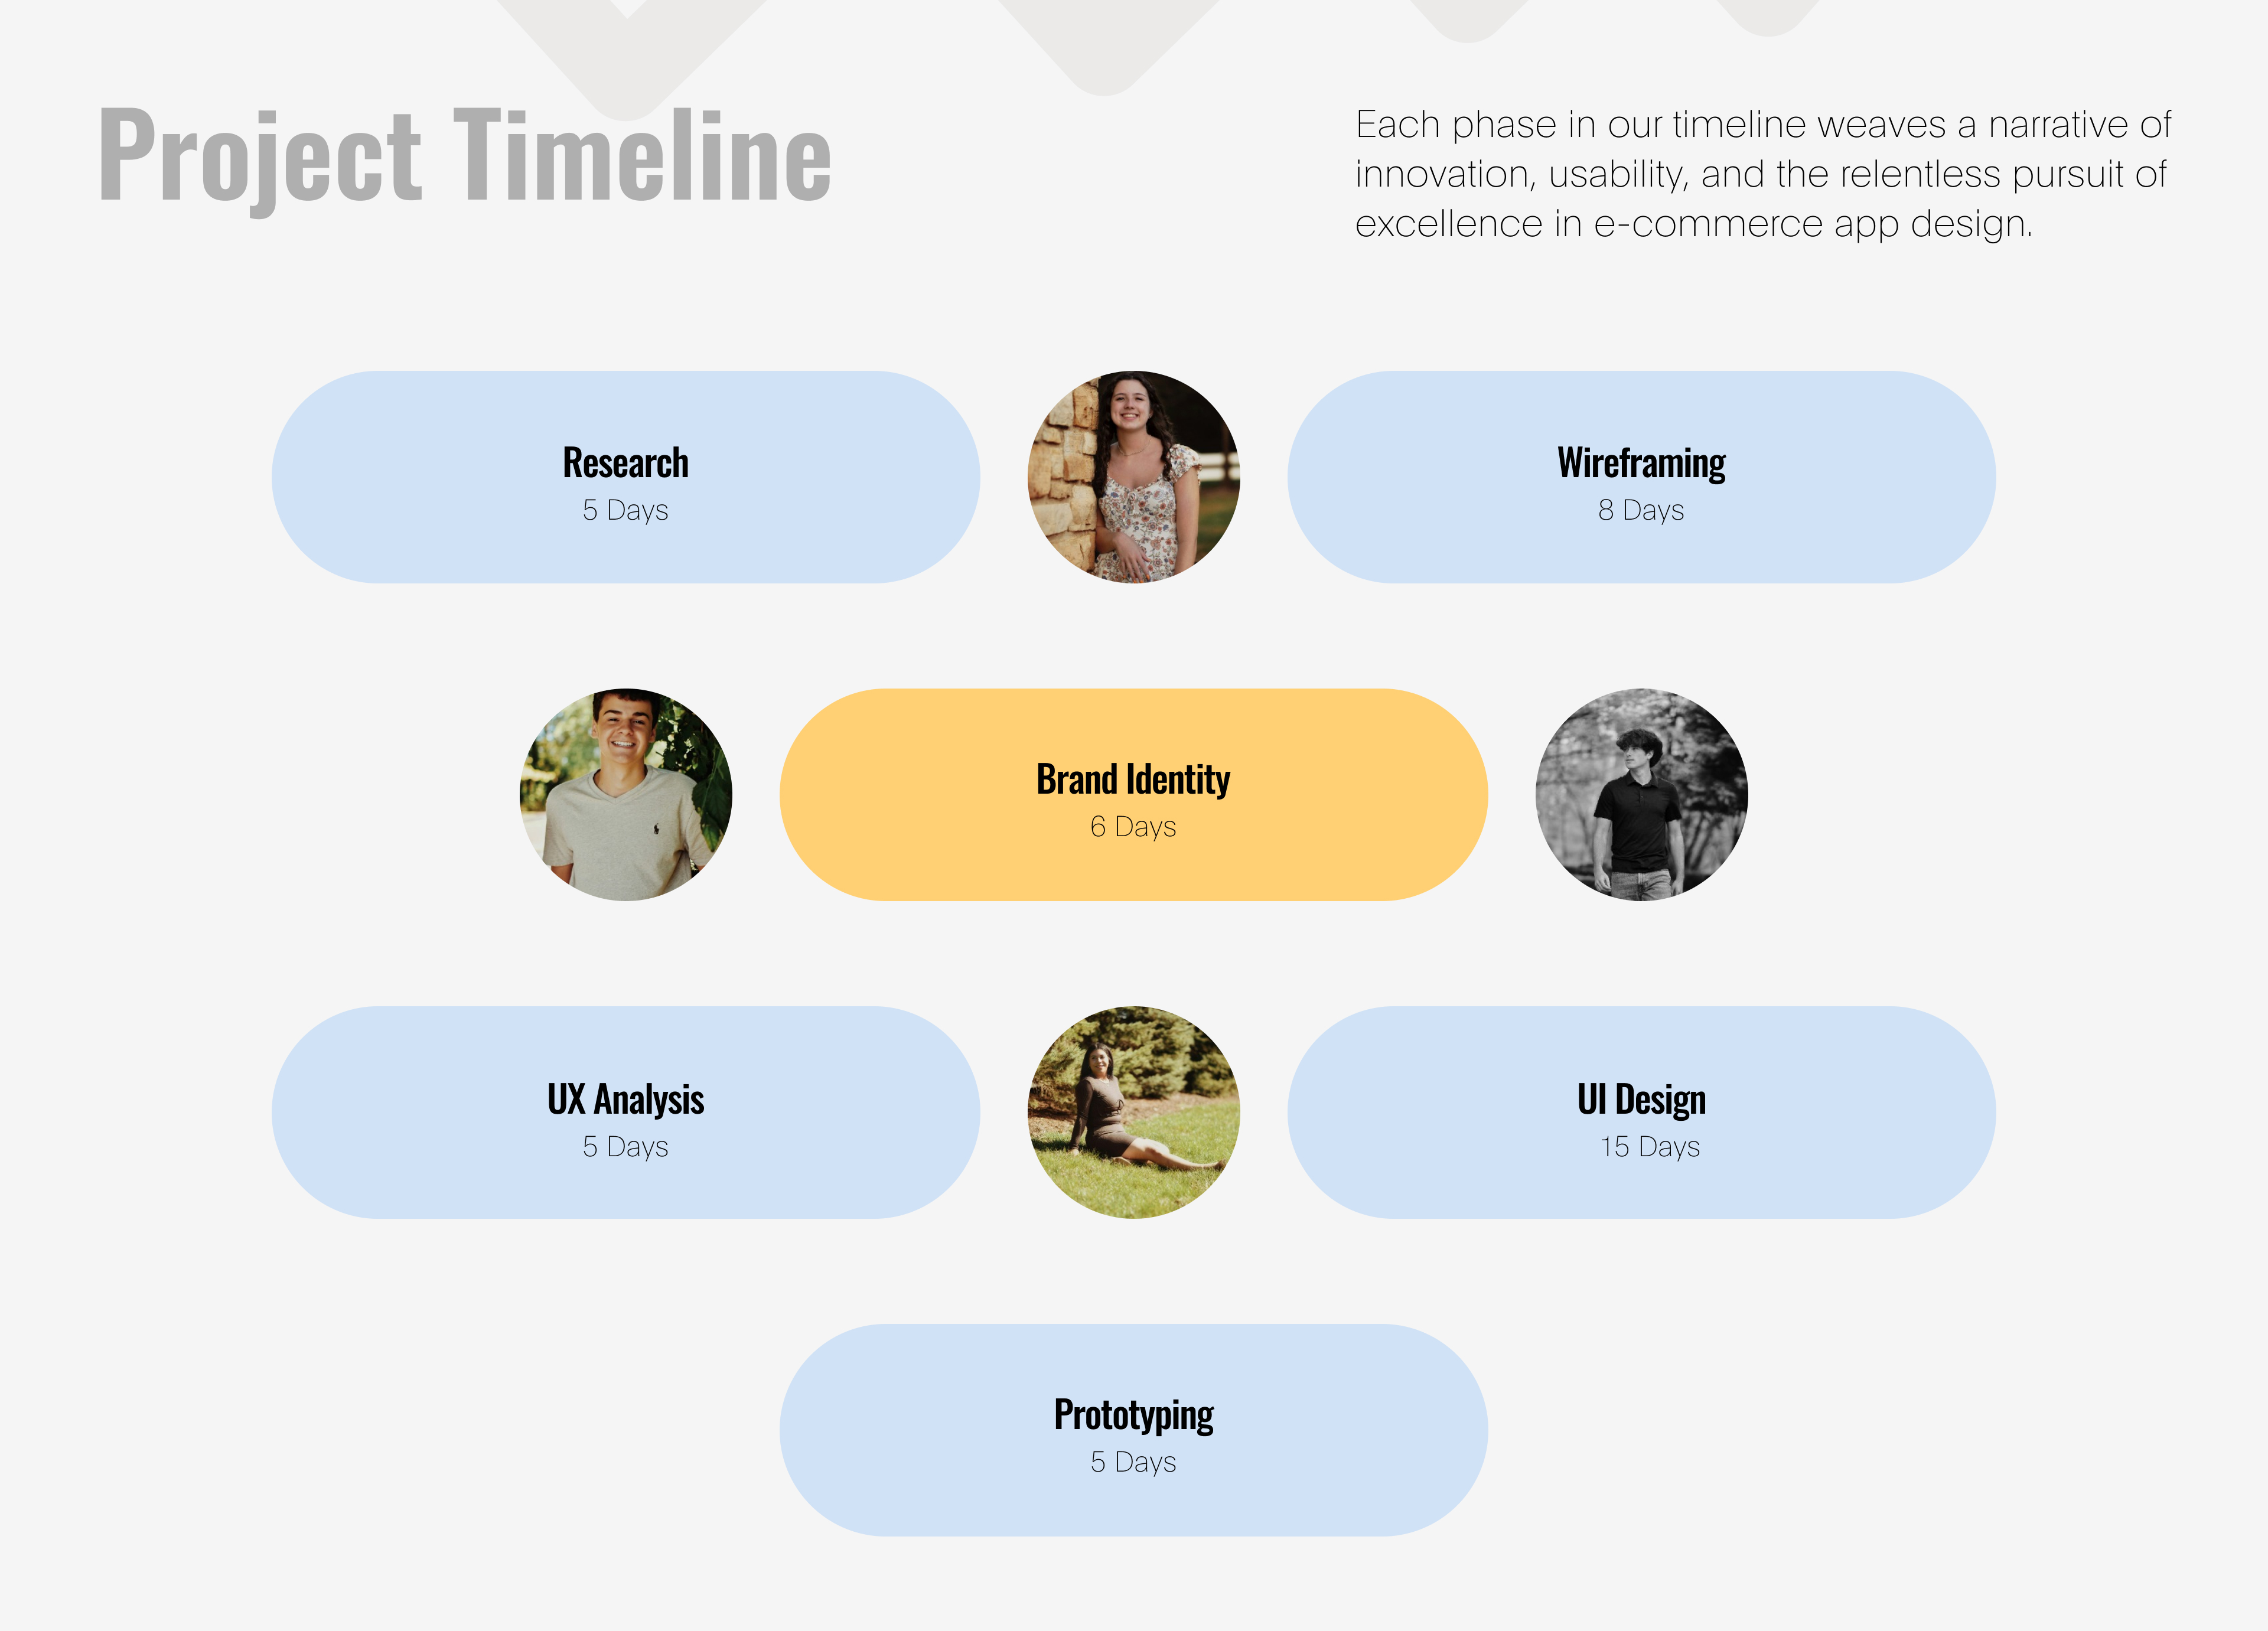 Project Timeline
Each phase in our timeline weaves a narrative of
innovation, usability, and the relentless pursuit of
excellence in e-commerce app design.
Research
5 Days
Wireframing
8 Days
Brand Identity
6 Days
UX Analysis
5 Days
UI Design
15 Days
Prototyping
5 Days